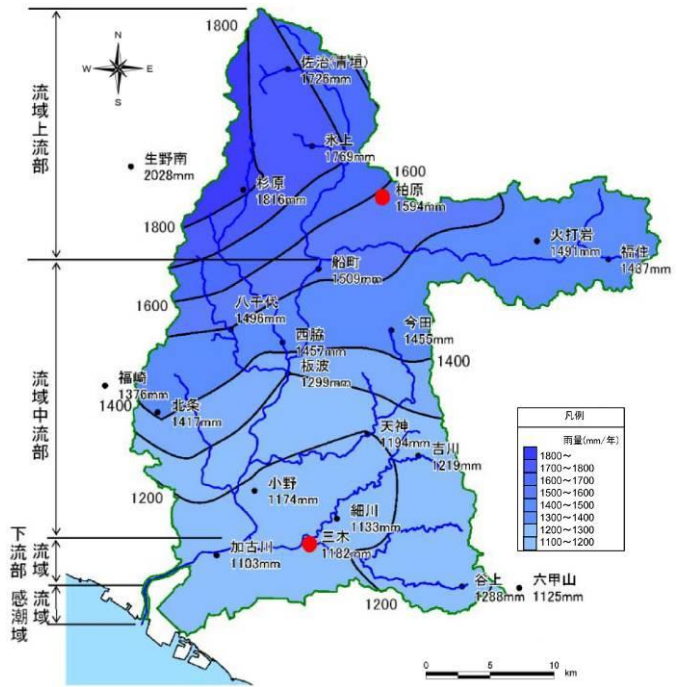 1800
N
W
E
S
佐治(青垣)
1726mm
流域上流部
氷上
1769mm
生野南
2028mm
1600
杉原
1816mm
柏原
1594mm
1800
火打岩
1491mm
福住
1487mm
船町
1509mm
1600
八千代
1496mm
今田
1455mm
西脇
1457mm
1400
板波
1299mm
福崎
1376mm
1400
北条
1417mm
流域中流部
凡例
雨量(mm/年)
1800~
1700~1800
1600~1700
1500~1600
1400~1500
1300~1400
1200~1300
1100~1200
天神
1194mm
吉川
1219mm
1200
小野
1174mm
細川
1133mm
下流部
流域
三木
1182mm
加古川
1103mm
感潮域
流域
谷上
1288mm
六甲山
1125mm
1200
0
5
10
km